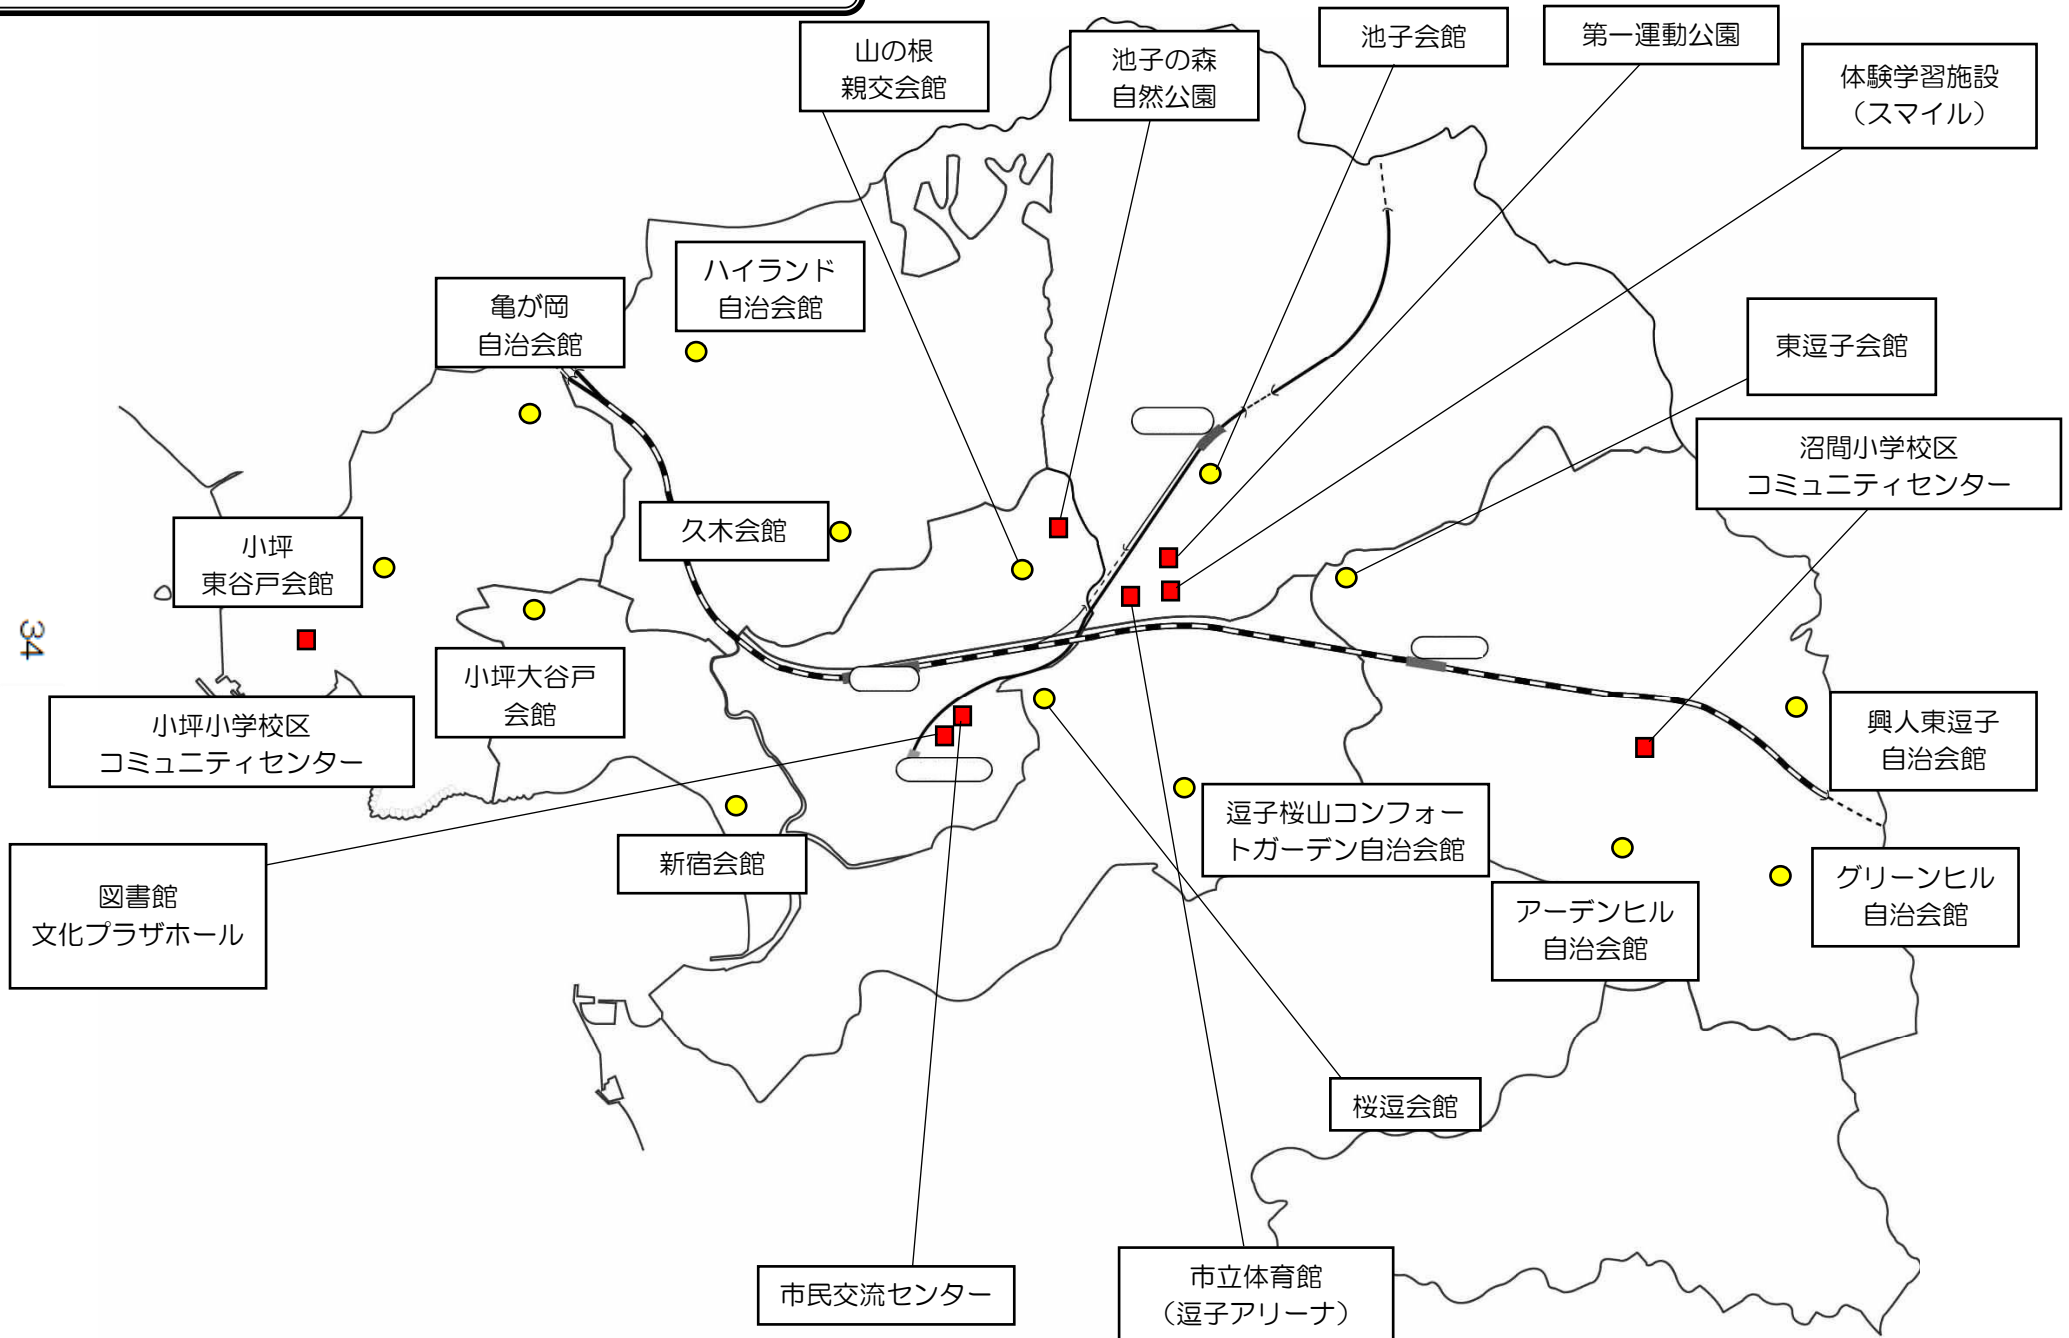 山の根
親交会館
池子の森
自然公園
池子会館
第一運動公園
体験学習施設
（スマイル）
ハイランド
自治会館
亀が岡
自治会館
東逗子会館
沼間小学校区
コミュニティセンター
久木会館
小坪
東谷戸会館
34
小坪大谷戸
会館
小坪小学校区
コミュニティセンター
興人東逗子
自治会館
逗子桜山コンフォー
トガーデン自治会館
新宿会館
図書館
文化プラザホール
グリーンヒル
自治会館
アーデンヒル
自治会館
桜逗会館
市民交流センター
市立体育館
（逗子アリーナ）